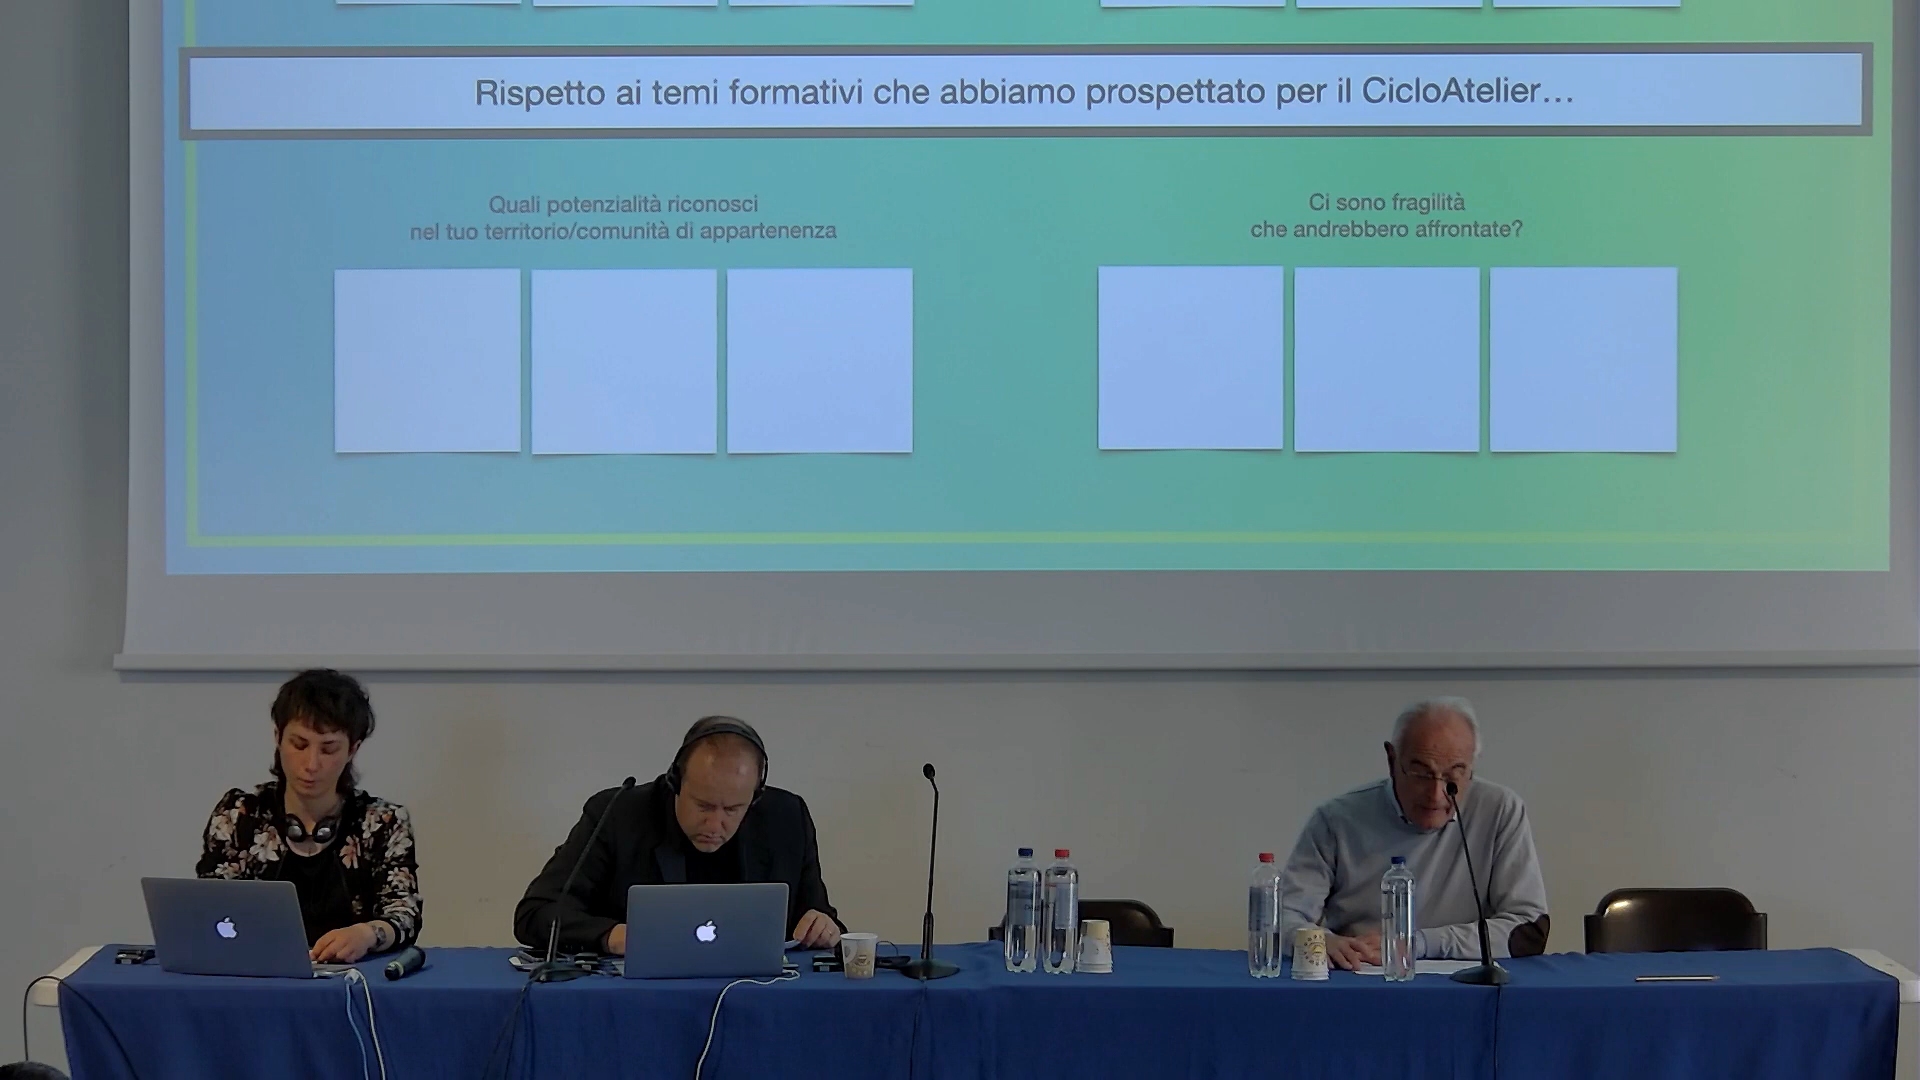 Rispetto ai temi formativi che abbiamo prospettato per il CicloAtelier…
Quali potenzialità riconosci
nel tuo territorio/comunità di appartenenza
Ci sono fragilità
che andrebbero affrontate?